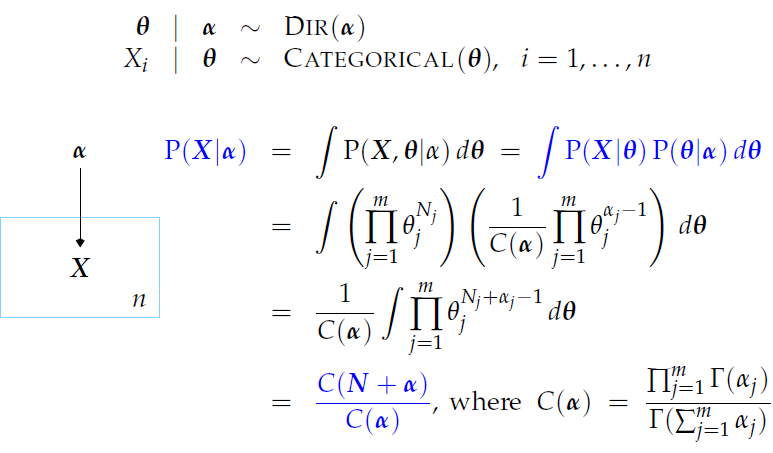 θ | α ∼ DIR(α)
X_i | θ ∼ CATEGORICAL(θ), i = 1, . . . , n
α
P(X|α) = ∫ P(X, θ|α) dθ = ∫ P(X|θ) P(θ|α) dθ
= ∫ (∏_{j=1}^{m} θ_j^{N_j}) (1/C(α) ∏_{j=1}^{m} θ_j^{α_j−1}) dθ
X
n
= 1/C(α) ∫ ∏_{j=1}^{m} θ_j^{N_j+α_j−1} dθ
= C(N + α)/C(α), where C(α) = ∏_{j=1}^{m} Γ(α_j)/Γ(∑_{j=1}^{m} α_j)